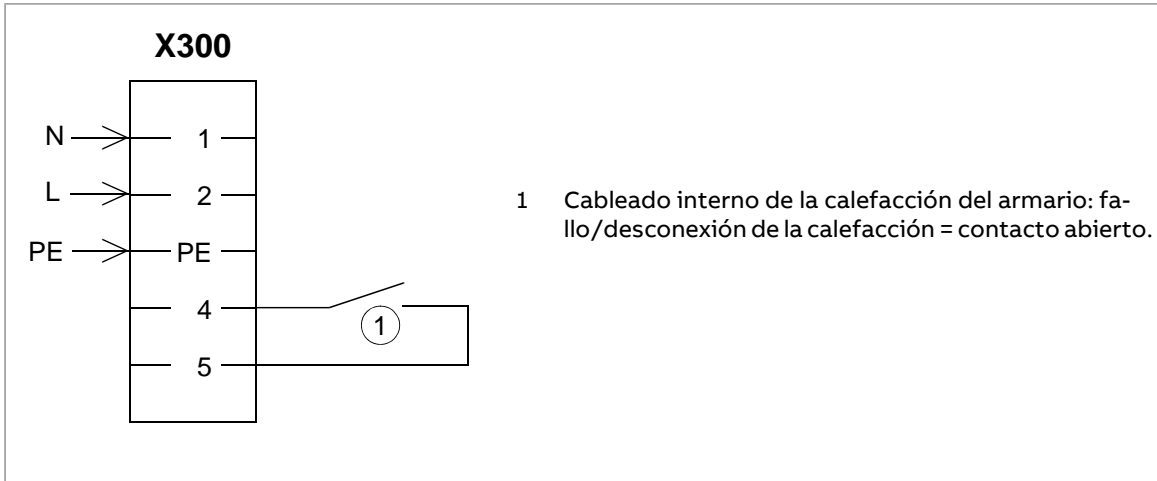 X300
N 1
L 2
PE PE
4
5
1
1 Cableado interno de la calefacción del armario: fa-
llo/desconexión de la calefacción = contacto abierto.